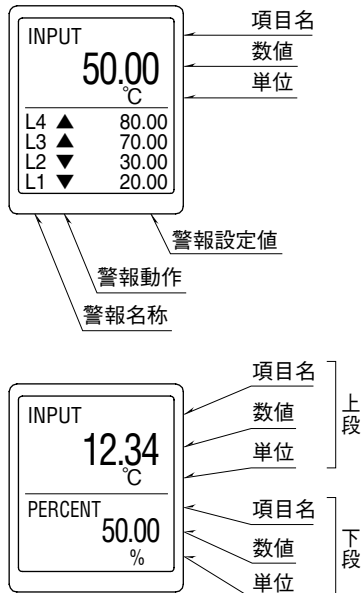 INPUT
50.00
℃
L4 ▲ 80.00
L3 ▲ 70.00
L2 ▼ 30.00
L1 ▼ 20.00
項目名
数値
単位
警報設定値
警報動作
警報名称
INPUT
12.34
℃
PERCENT
50.00
%
項目名
数値
単位
上段
項目名
数値
単位
下段